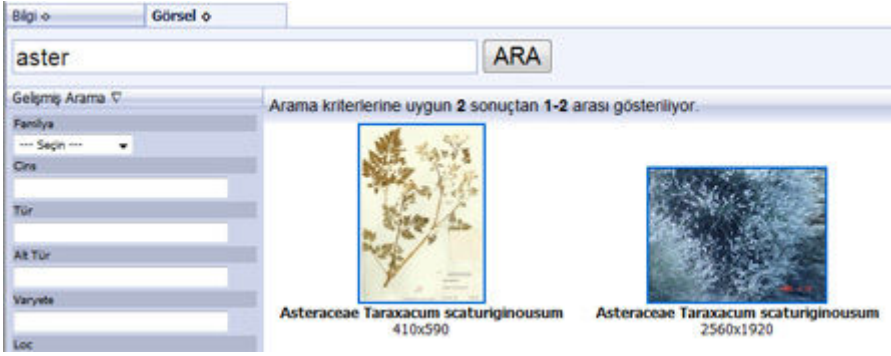 Bilgi ◇ Görsel ◇
aster ARA
Gelişmiş Arama ▽
Arama kriterlerine uygun 2 sonuçtan 1-2 arası gösteriliyor.
Familya
--- Seçin ---
Cins
Tür
Alt Tür
Varyete
Loc
Asteraceae Taraxacum scaturiginousum
410x590
Asteraceae Taraxacum scaturiginousum
2560x1920